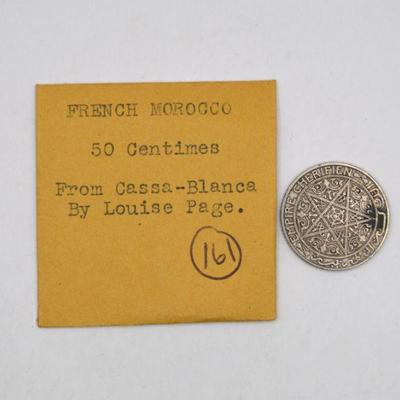 FRENCH MOROCCO
50 Centimes
From Cassa-Blanca
By Louise Page.
161
EMPIRE CHERIFIEN